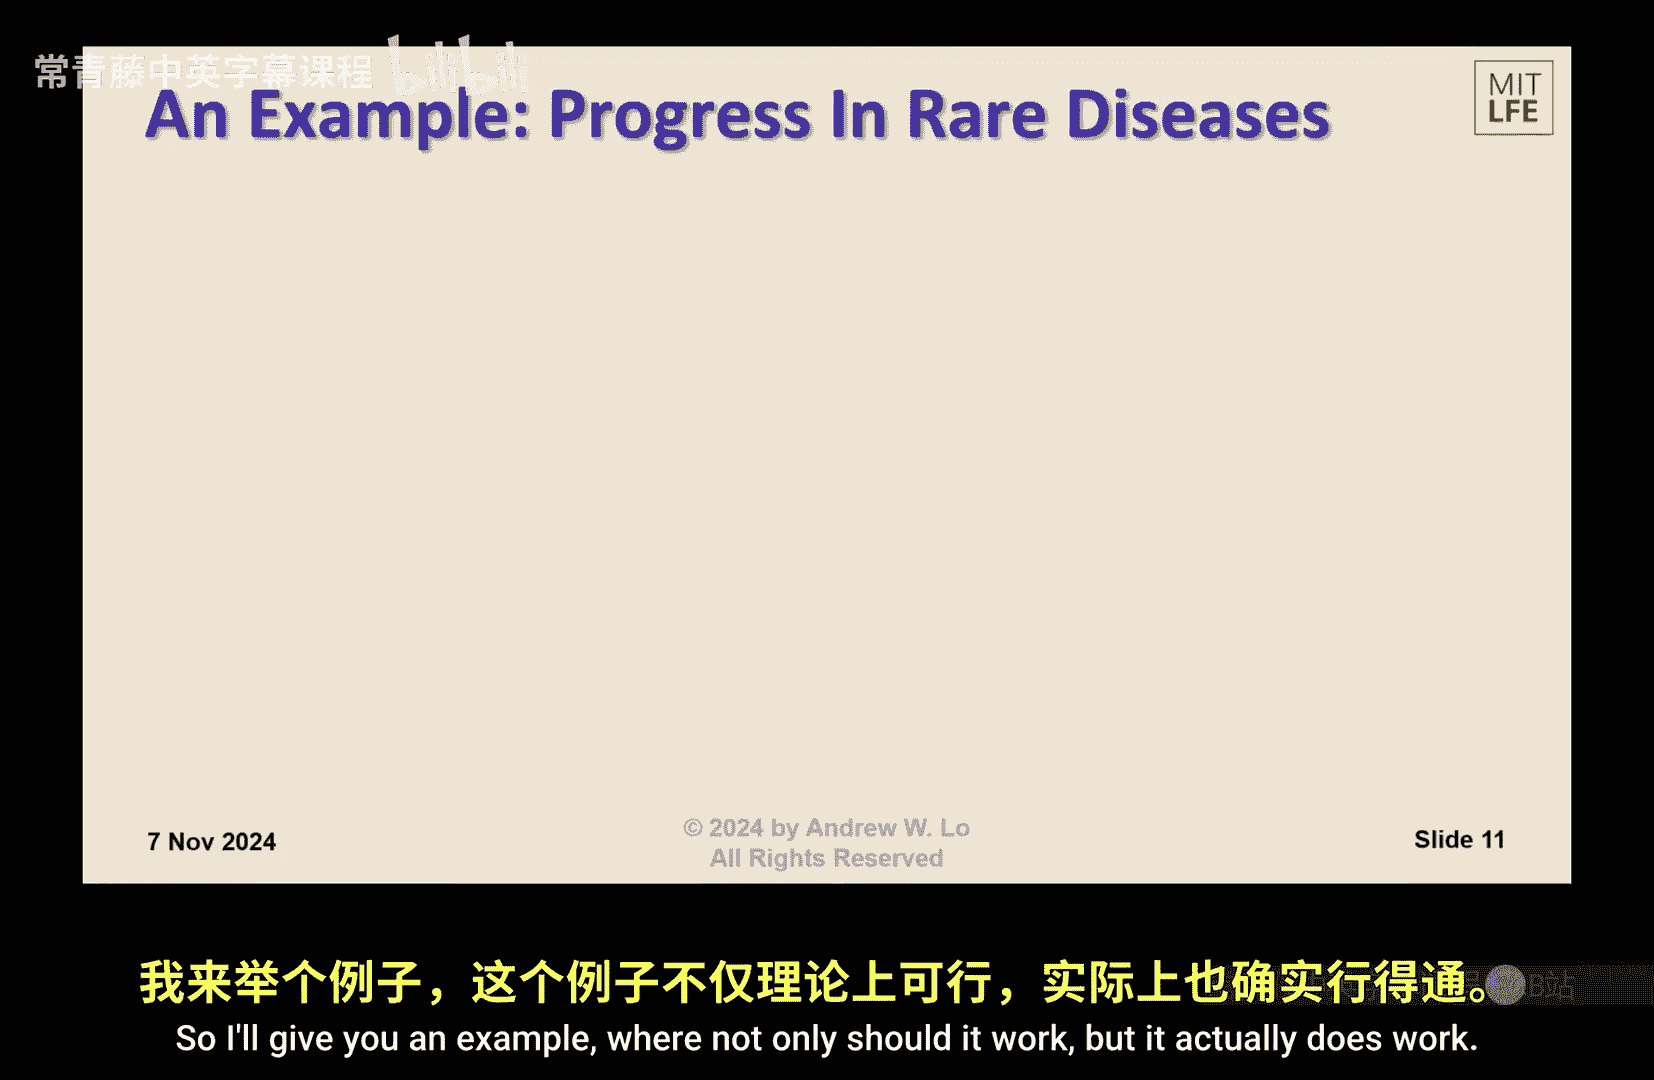 常青藤中英字幕课程 bilibili
An Example: Progress In Rare Diseases
MIT
LFE
7 Nov 2024
© 2024 by Andrew W. Lo
All Rights Reserved
Slide 11
我来举个例子，这个例子不仅理论上可行，实际上也确实行得通。
So I'll give you an example, where not only should it work, but it actually does work.